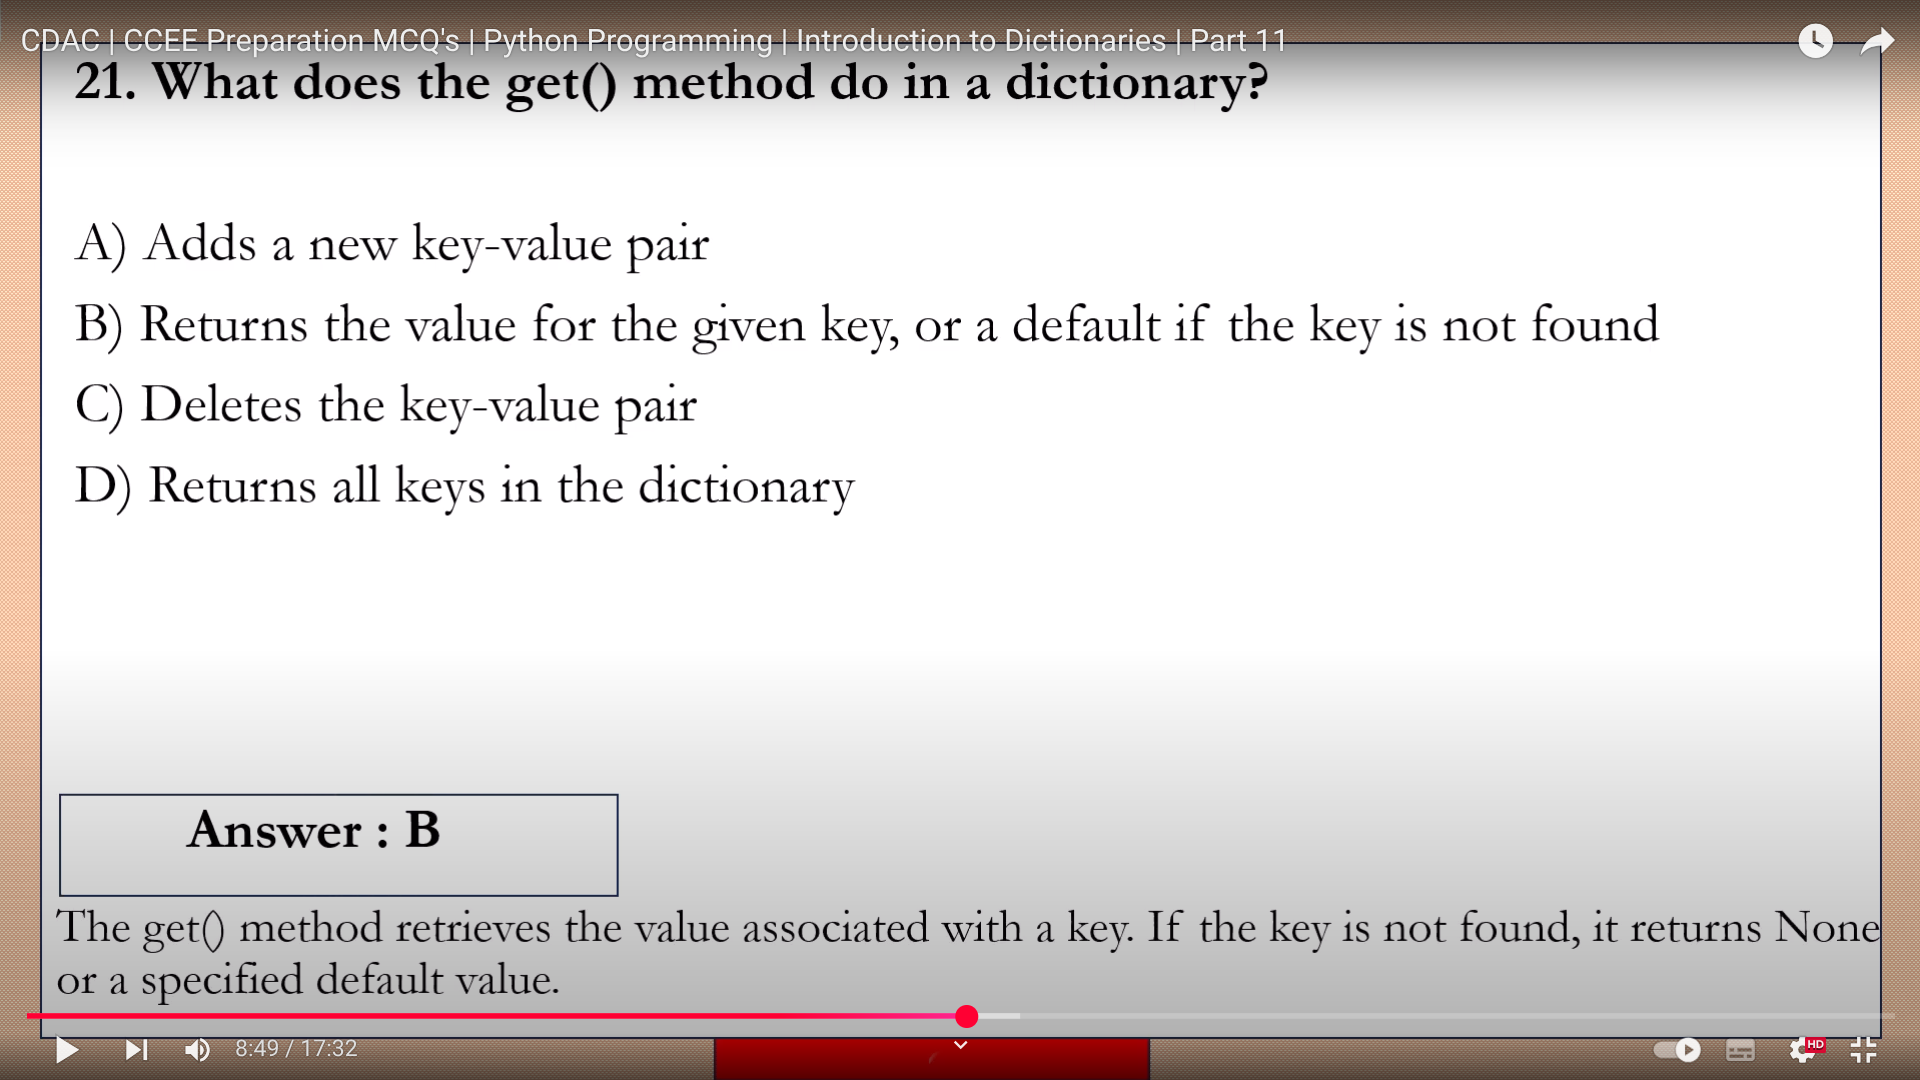 CDAC | CCEE Preparation MCQ's | Python Programming | Introduction to Dictionaries | Part 11
21. What does the get() method do in a dictionary?
A) Adds a new key-value pair
B) Returns the value for the given key, or a default if the key is not found
C) Deletes the key-value pair
D) Returns all keys in the dictionary
Answer : B
The get() method retrieves the value associated with a key. If the key is not found, it returns None
or a specified default value.
8:49 / 17:32
HD